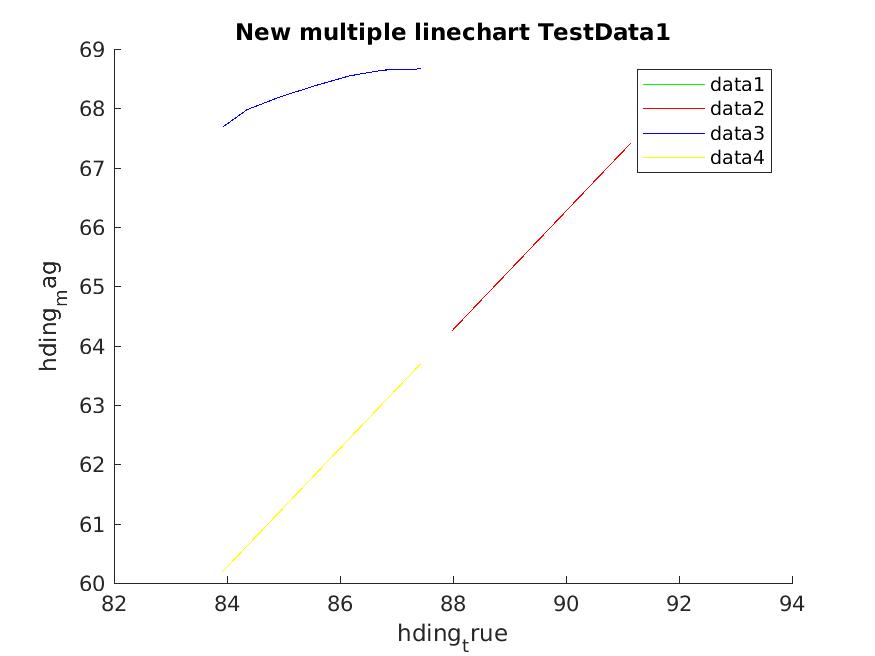 New multiple linechart TestData1
69
68
67
66
65
64
63
62
61
60
hding_mag
data1
data2
data3
data4
82 84 86 88 90 92 94
hding_true